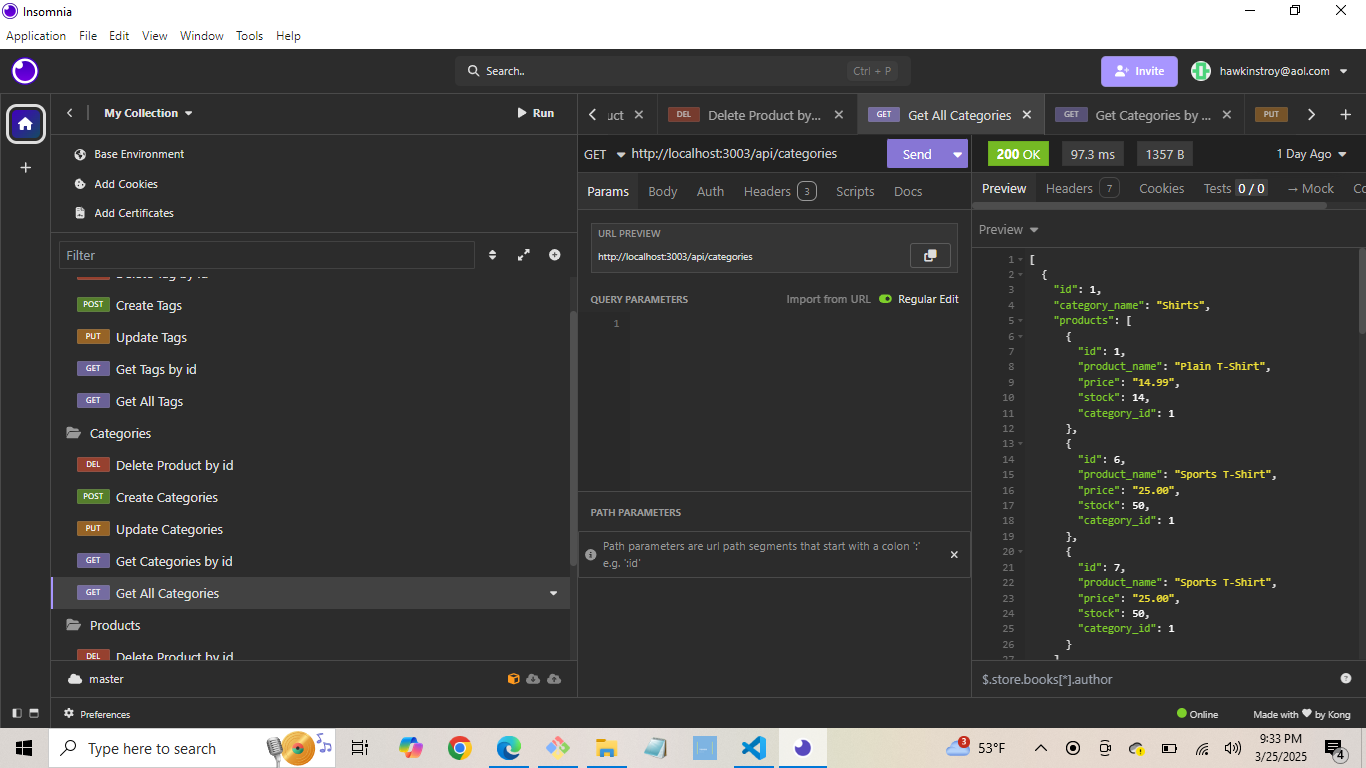 Insomnia
Application File Edit View Window Tools Help
Search.. Ctrl + P
Invite
hawkinstroy@aol.com
My Collection
Run
Base Environment
Add Cookies
Add Certificates
Filter
Delete Tag by id
POST Create Tags
PUT Update Tags
GET Get Tags by id
GET Get All Tags
Categories
DEL Delete Product by id
POST Create Categories
PUT Update Categories
GET Get Categories by id
GET Get All Categories
Products
DEL Delete Product by id
master
Preferences
uct
DEL Delete Product by...
GET Get All Categories
GET Get Categories by ...
PUT
GET http://localhost:3003/api/categories
Send
Params Body Auth Headers 3 Scripts Docs
URL PREVIEW
http://localhost:3003/api/categories
QUERY PARAMETERS
Import from URL
Regular Edit
1
PATH PARAMETERS
Path parameters are url path segments that start with a colon ':'
e.g. ':id'
200 OK
97.3 ms
1357 B
1 Day Ago
Preview Headers 7 Cookies Tests 0 / 0 → Mock Co
Preview
1 [
2 {
3 "id": 1,
4 "category_name": "Shirts",
5 "products": [
6 {
7 "id": 1,
8 "product_name": "Plain T-Shirt",
9 "price": "14.99",
10 "stock": 14,
11 "category_id": 1
12 },
13 {
14 "id": 6,
15 "product_name": "Sports T-Shirt",
16 "price": "25.00",
17 "stock": 50,
18 "category_id": 1
19 },
20 {
21 "id": 7,
22 "product_name": "Sports T-Shirt",
23 "price": "25.00",
24 "stock": 50,
25 "category_id": 1
26 }
27 ]
$.store.books[*].author
Online
Made with ♥ by Kong
Type here to search
3
53°F
9:33 PM
3/25/2025
4